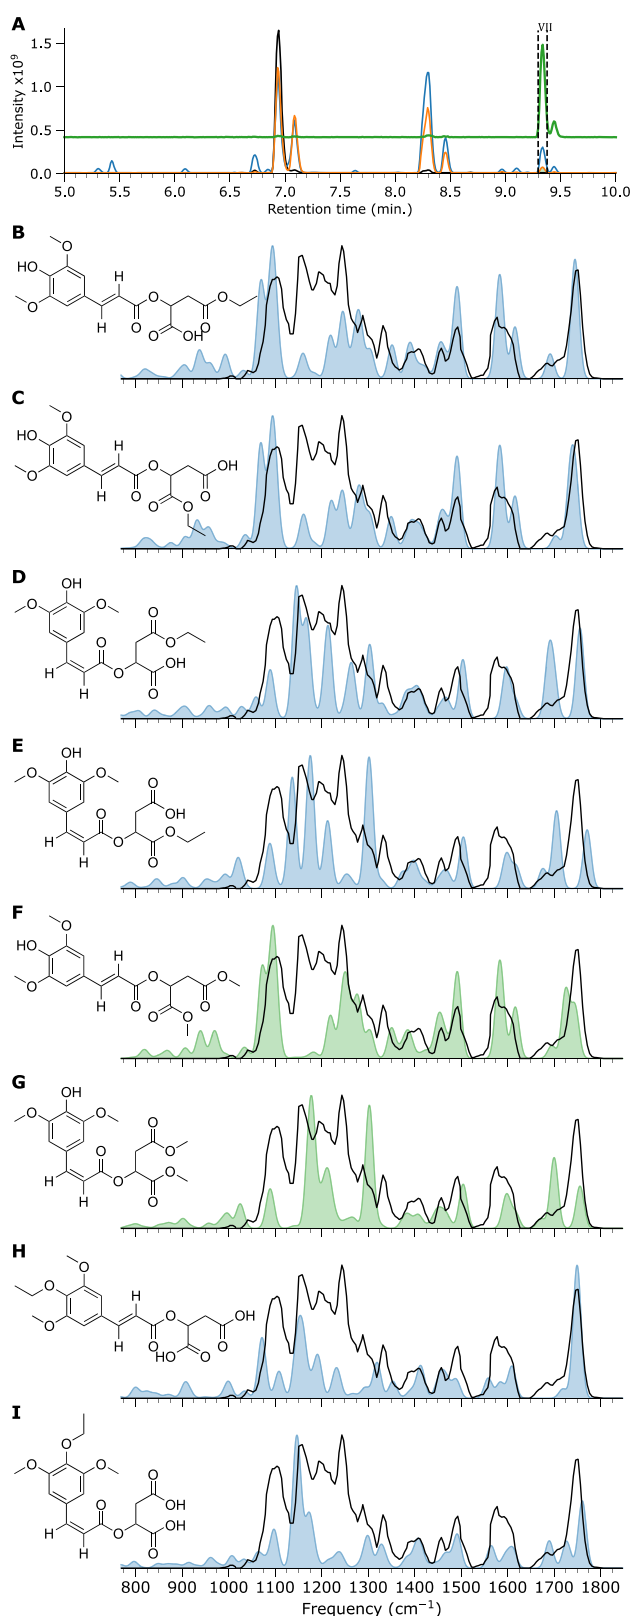 A
VII
Intensity x10⁹
1.5
1.0
0.5
0.0
5.0 5.5 6.0 6.5 7.0 7.5 8.0 8.5 9.0 9.5 10.0
Retention time (min.)
B
O
HO
H
O
O
O
O
H
O
O
OH
C
O
HO
H
O
OH
O
H
O
O
O
O
D
OH
O
O
O
O
O
OH
H
H
O
O
E
OH
O
O
O
O
OH
O
H
H
O
O
F
O
HO
H
O
O
O
O
H
O
O
O
O
G
OH
O
O
O
O
O
O
H
H
O
O
H
O
O
H
O
OH
O
H
O
HO
O
O
I
O
O
O
O
O
OH
OH
H
H
O
O
800 900 1000 1100 1200 1300 1400 1500 1600 1700 1800
Frequency (cm⁻¹)